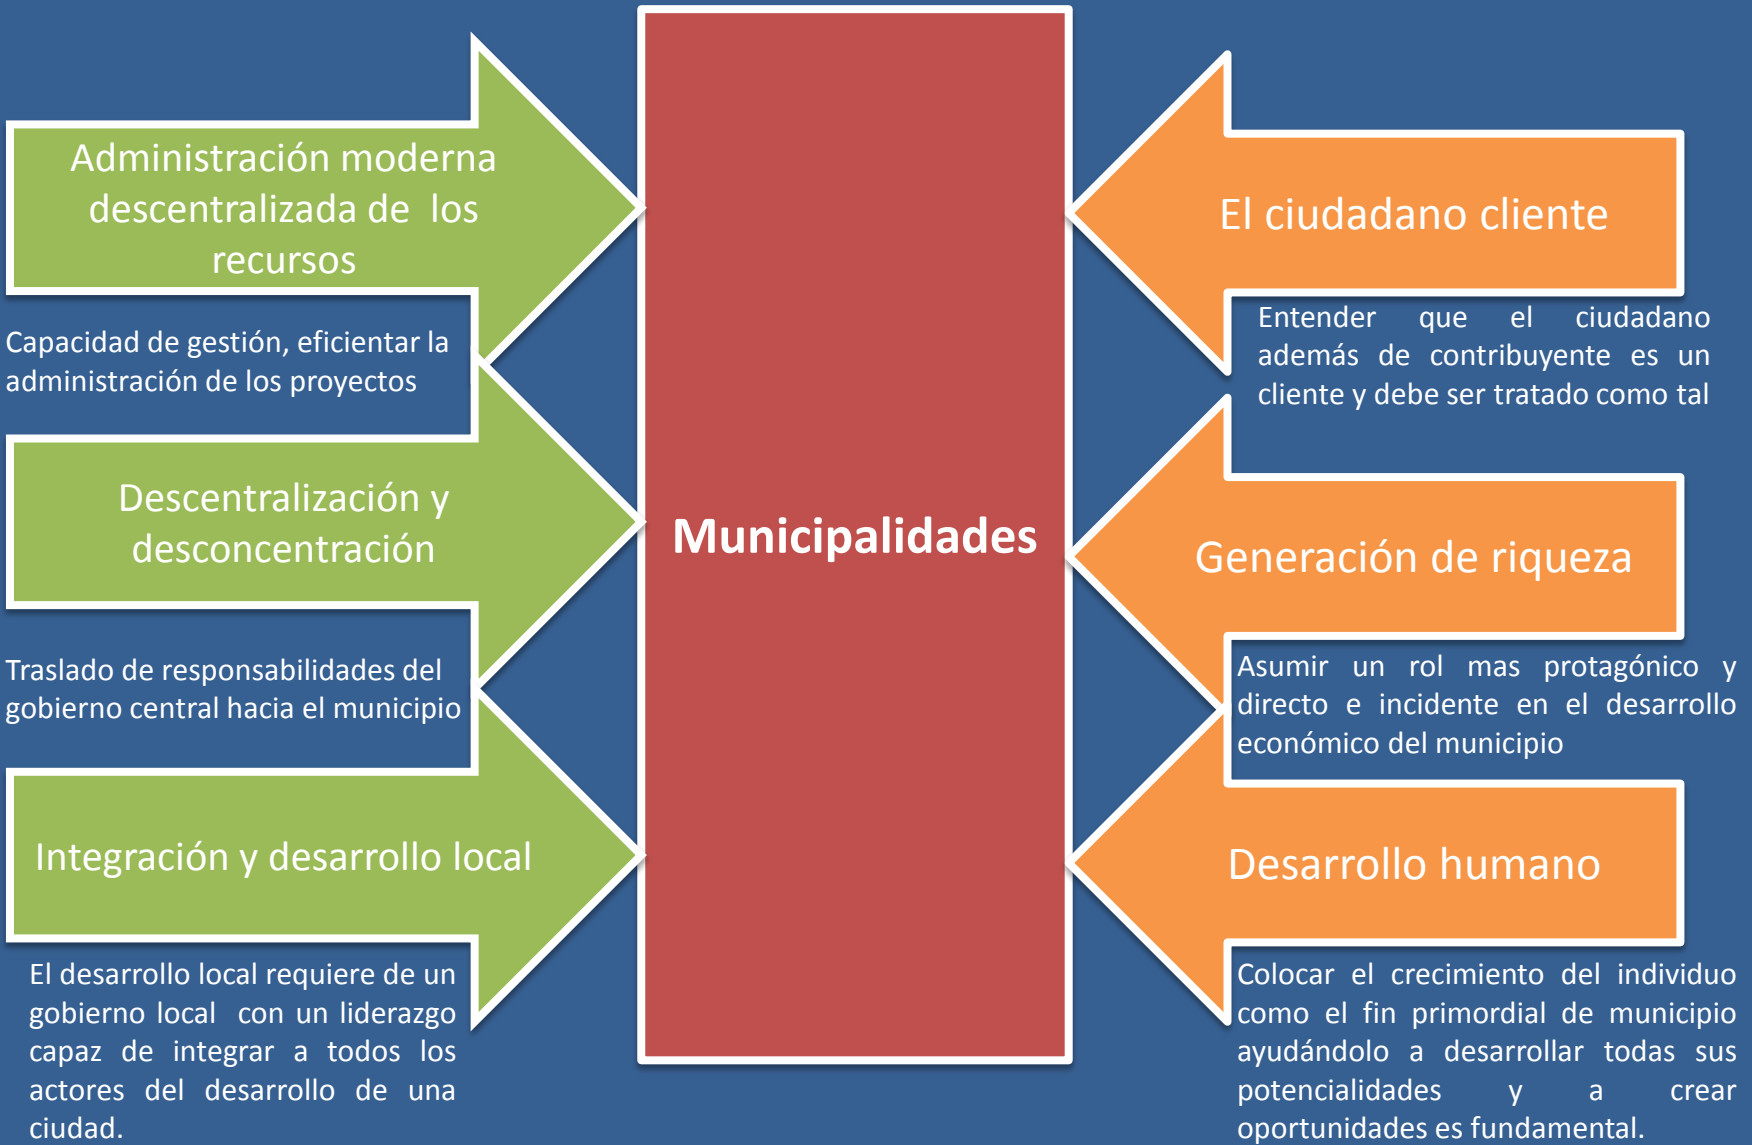 Administración moderna
descentralizada de los
recursos
Capacidad de gestión, eficientar la
administración de los proyectos
Descentralización y
desconcentración
Traslado de responsabilidades del
gobierno central hacia el municipio
Integración y desarrollo local
El desarrollo local requiere de un
gobierno local con un liderazgo
capaz de integrar a todos los
actores del desarrollo de una
ciudad.
Municipalidades
El ciudadano cliente
Entender que el ciudadano
además de contribuyente es un
cliente y debe ser tratado como tal
Generación de riqueza
Asumir un rol mas protagónico y
directo e incidente en el desarrollo
económico del municipio
Desarrollo humano
Colocar el crecimiento del individuo
como el fin primordial de municipio
ayudándolo a desarrollar todas sus
potencialidades y a crear
oportunidades es fundamental.